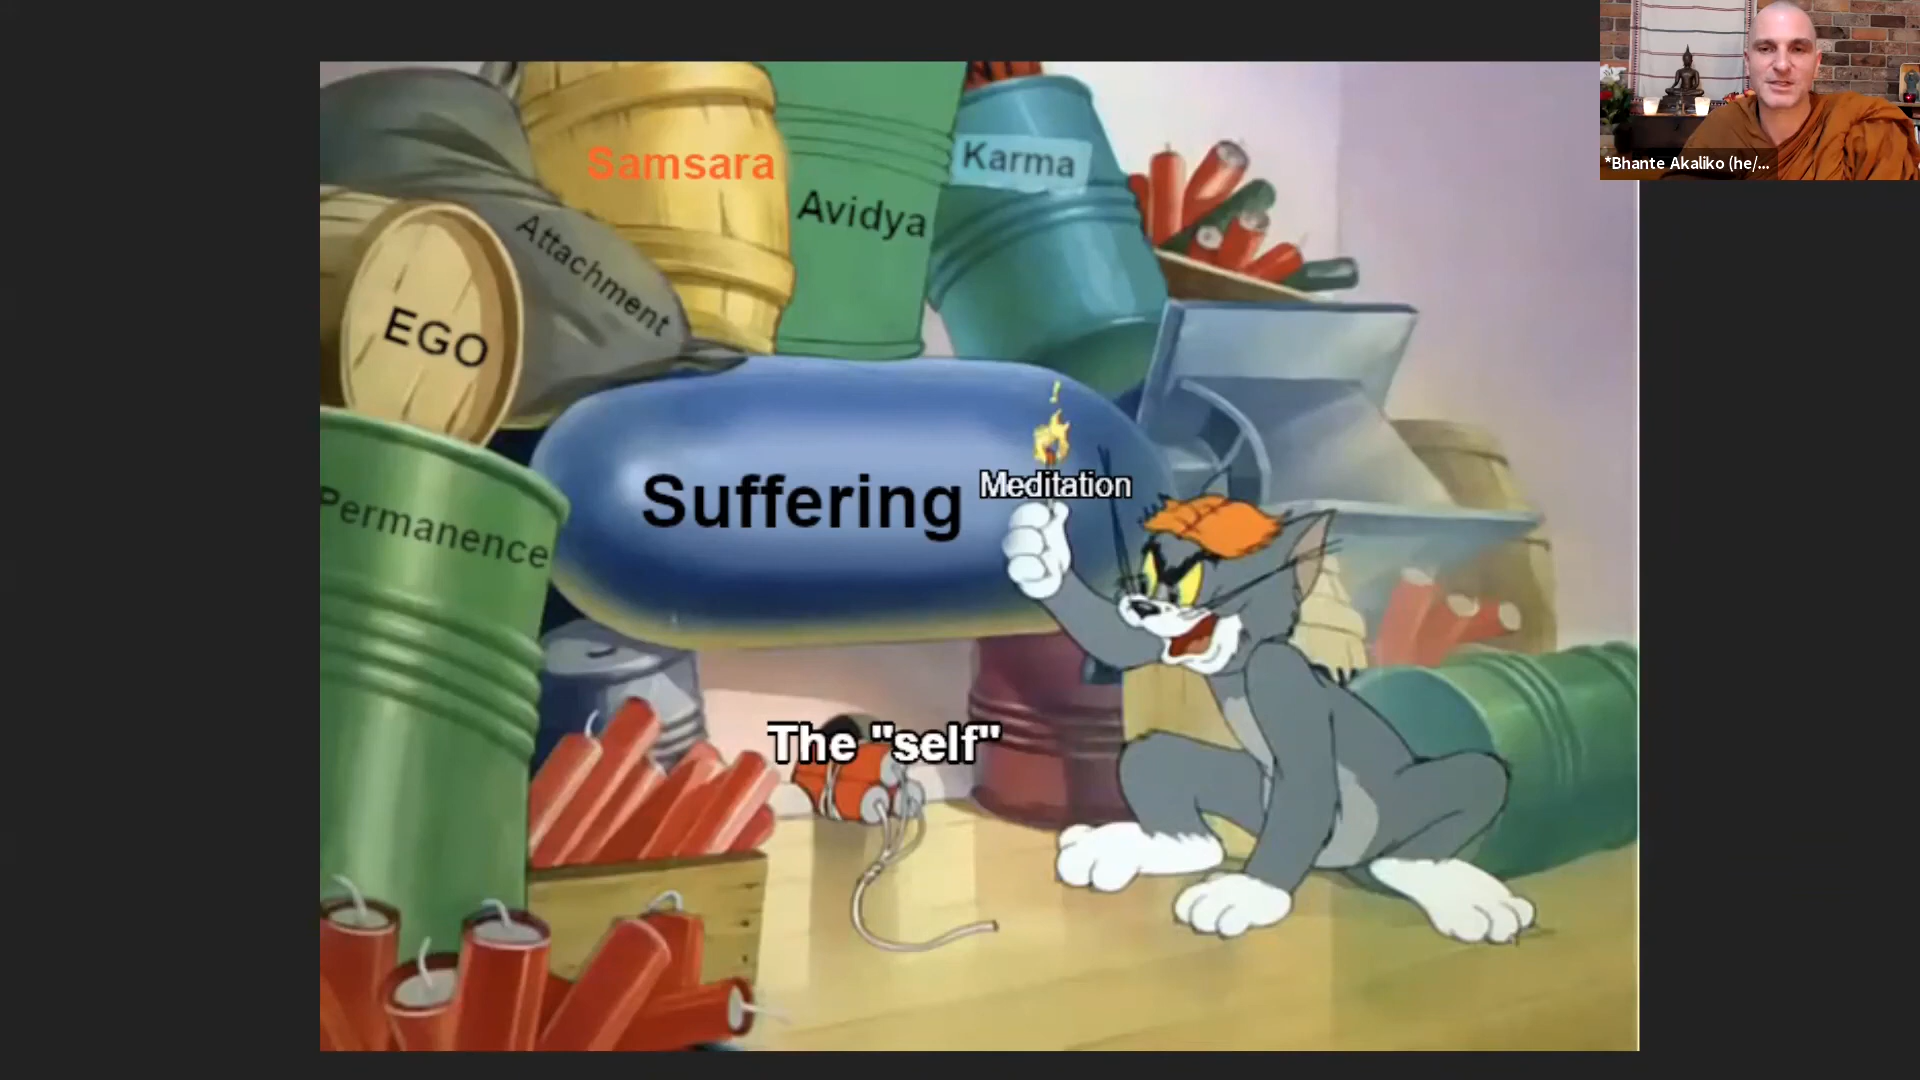 *Bhante Akaliko (he/...
Samsara
Karma
Avidya
Attachment
EGO
Suffering
Meditation
Permanence
The "self"